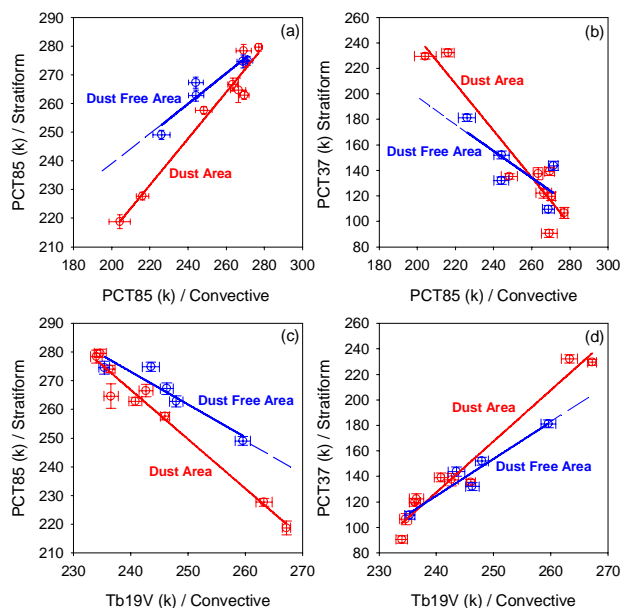 290
(a)
280
270
260
Dust Free Area
250
240
Dust Area
230
220
210
PCT85 (k) / Stratiform
180 200 220 240 260 280 300
PCT85 (k) / Convective
260
(b)
240
220
Dust Area
200
180
160
Dust Free Area
140
120
100
80
PCT37 (k) / Stratiform
180 200 220 240 260 280 300
PCT85 (k) / Convective
290
(c)
280
270
260
Dust Free Area
250
240
Dust Area
230
220
210
PCT85 (k) / Stratiform
230 240 250 260 270
Tb19V (k) / Convective
260
(d)
240
220
200
Dust Area
180
160
Dust Free Area
140
120
100
80
PCT37 (k) / Stratiform
230 240 250 260 270
Tb19V (k) / Convective